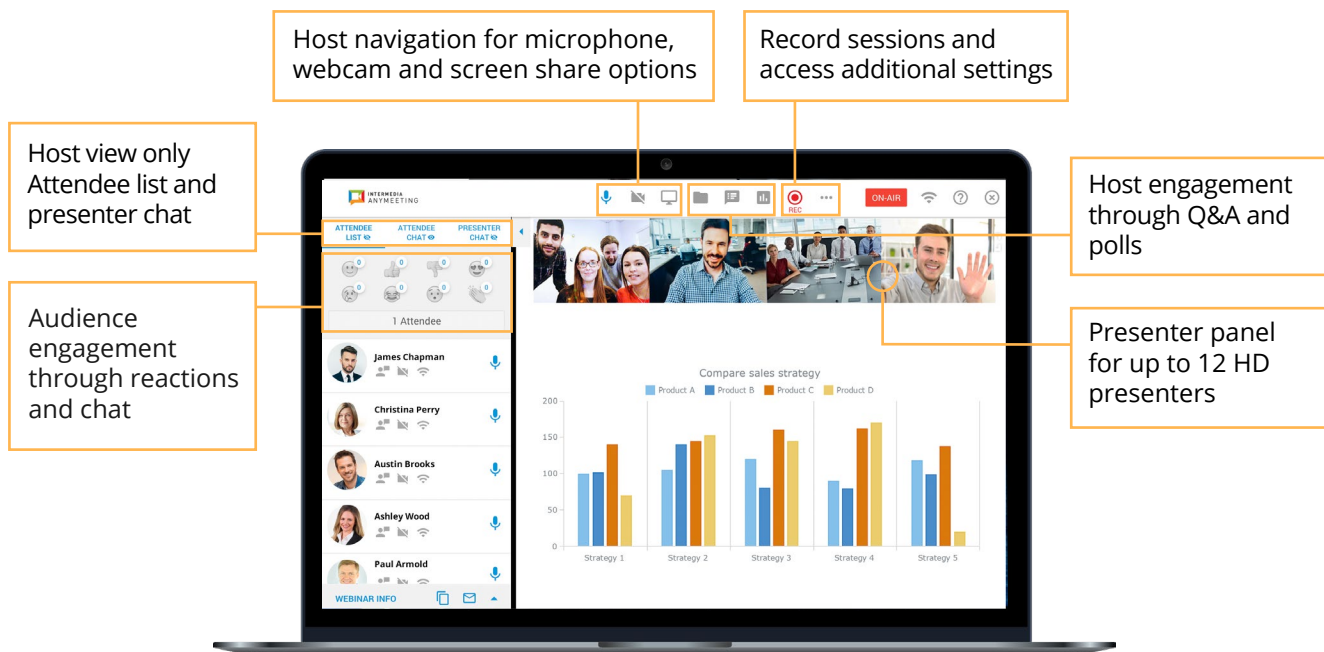 Host navigation for microphone,
webcam and screen share options
Record sessions and
access additional settings
Host view only
Attendee list and
presenter chat
Audience
engagement
through reactions
and chat
Host engagement
through Q&A and
polls
Presenter panel
for up to 12 HD
presenters
INTERMEDIA
ANYMEETING
REC
ON-AIR
ATTENDEE
LIST
ATTENDEE
CHAT
PRESENTER
CHAT
0 0 0 0
0 0 0 0
1 Attendee
James Chapman
Christina Perry
Austin Brooks
Ashley Wood
Paul Armold
WEBINAR INFO
Compare sales strategy
Product A Product B Product C Product D
200
150
100
50
0
Strategy 1 Strategy 2 Strategy 3 Strategy 4 Strategy 5